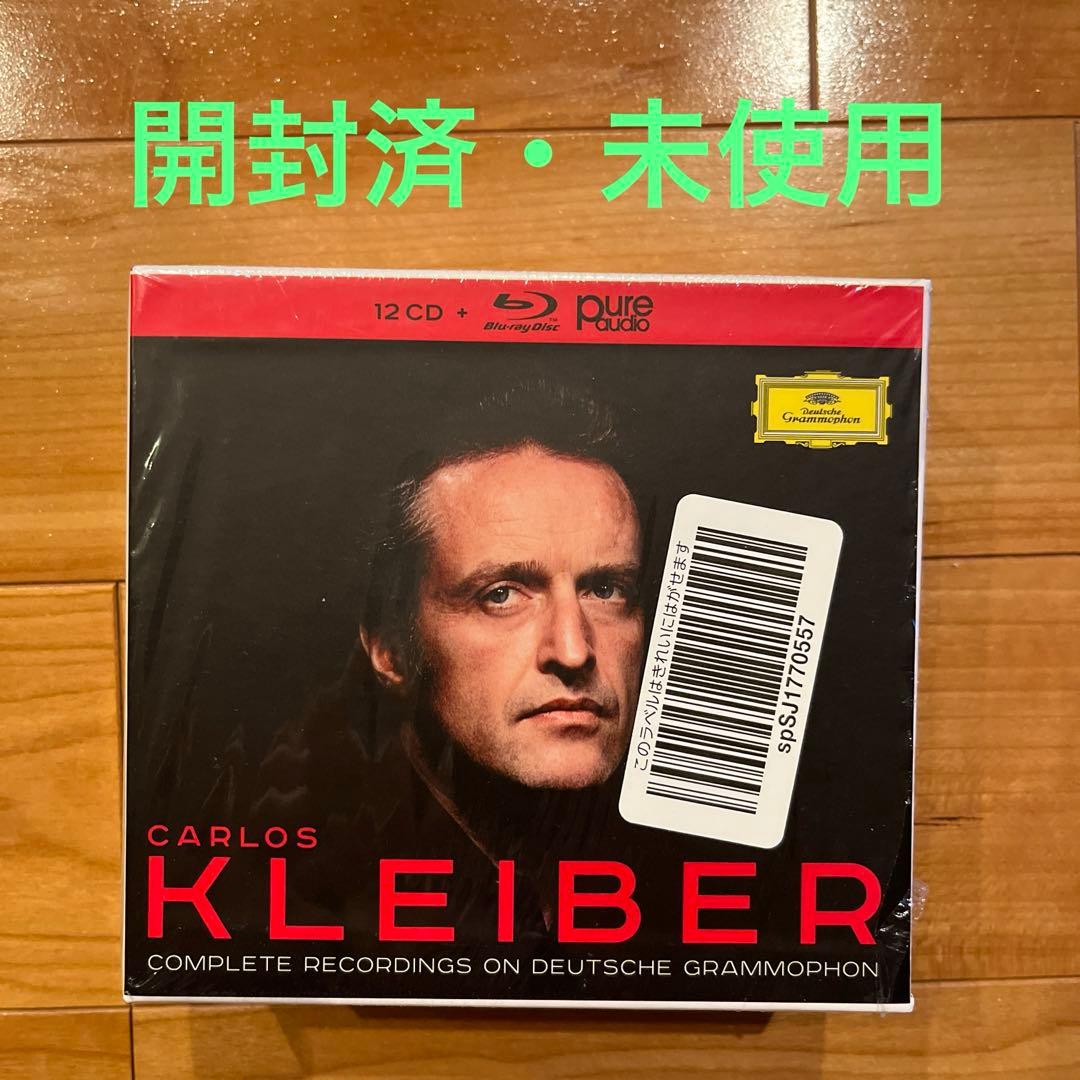 開封済・未使用
12 CD + Blu-ray Disc™ pure audio
Deutsche
Grammophon
このラベルはきれいにはがせます
spSJ1770557
CARLOS
KLEIBER
COMPLETE RECORDINGS ON DEUTSCHE GRAMMOPHON